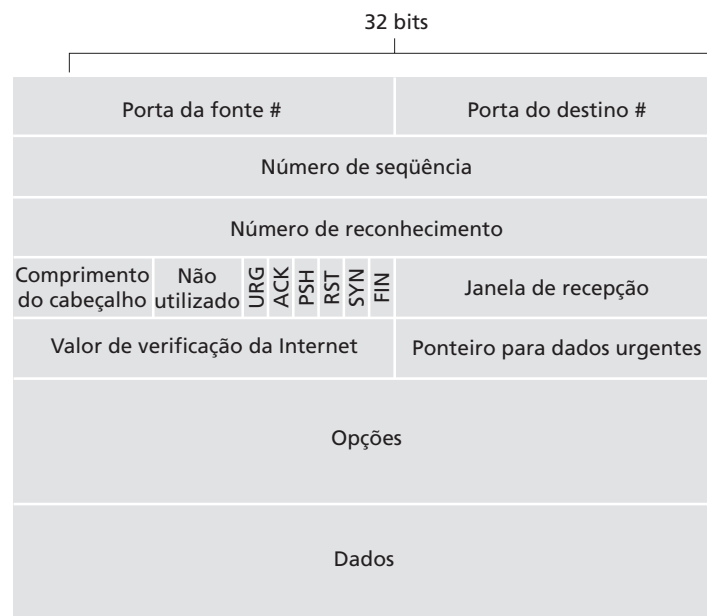 32 bits
Porta da fonte #
Porta do destino #
Número de seqüência
Número de reconhecimento
Comprimento
do cabeçalho
Não
utilizado
URG
ACK
PSH
RST
SYN
FIN
Janela de recepção
Valor de verificação da Internet
Ponteiro para dados urgentes
Opções
Dados